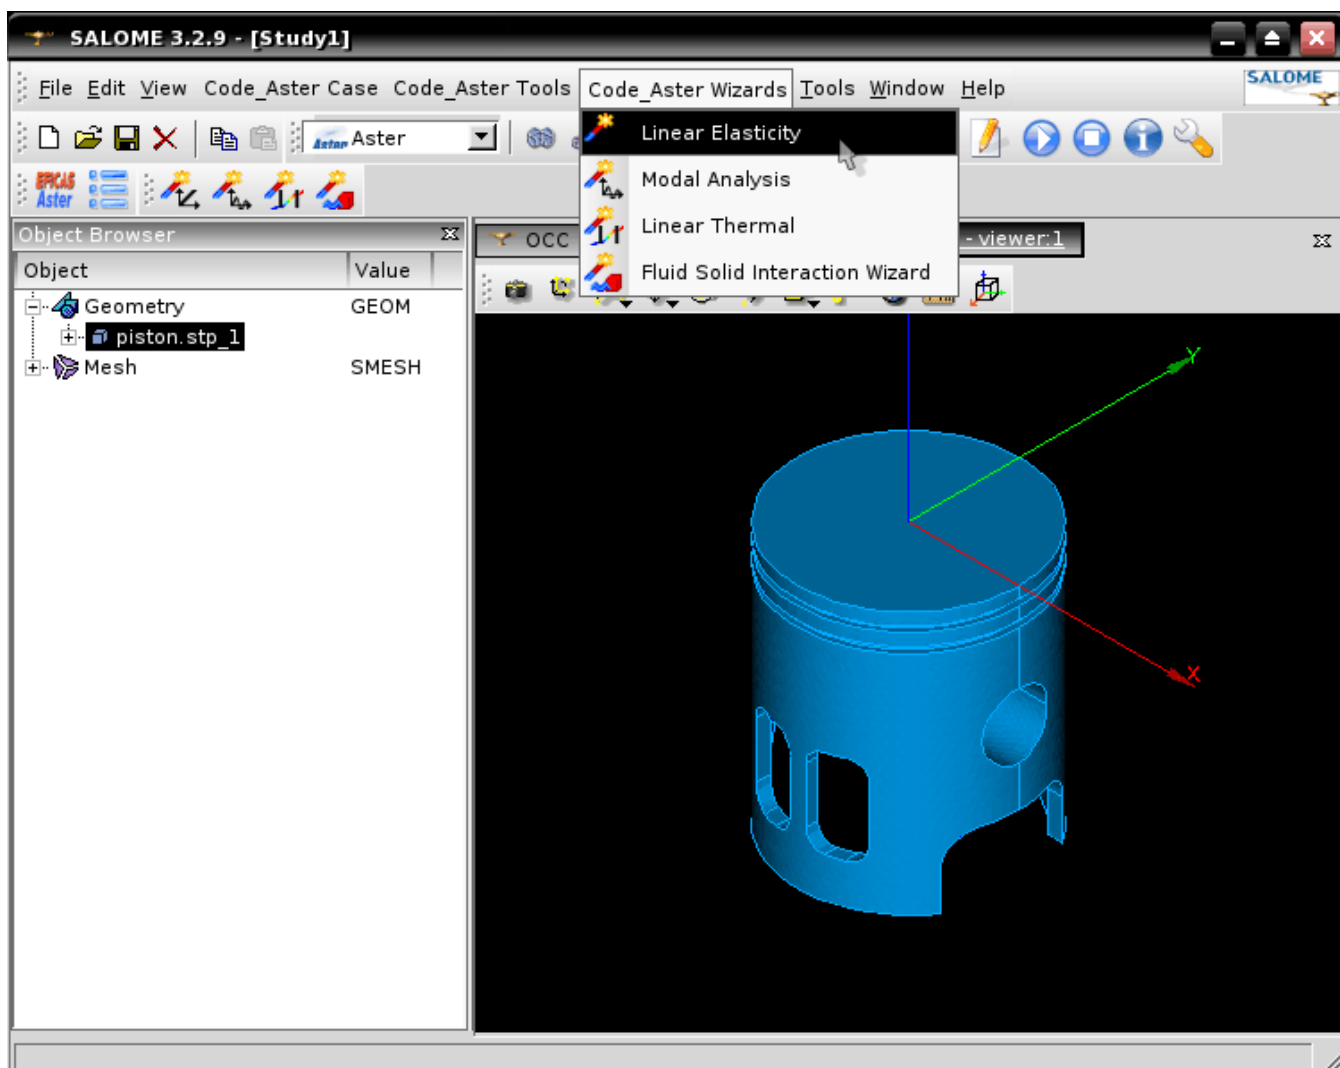 SALOME 3.2.9 - [Study1]
File Edit View Code_Aster Case Code_Aster Tools Code_Aster Wizards Tools Window Help
SALOME
Aster Aster
Linear Elasticity
EFICAS
Aster
Modal Analysis
Linear Thermal
Fluid Solid Interaction Wizard
Object Browser
OCC
- viewer:1
Object Value
Geometry GEOM
piston.stp_1
Mesh SMESH
Y
X